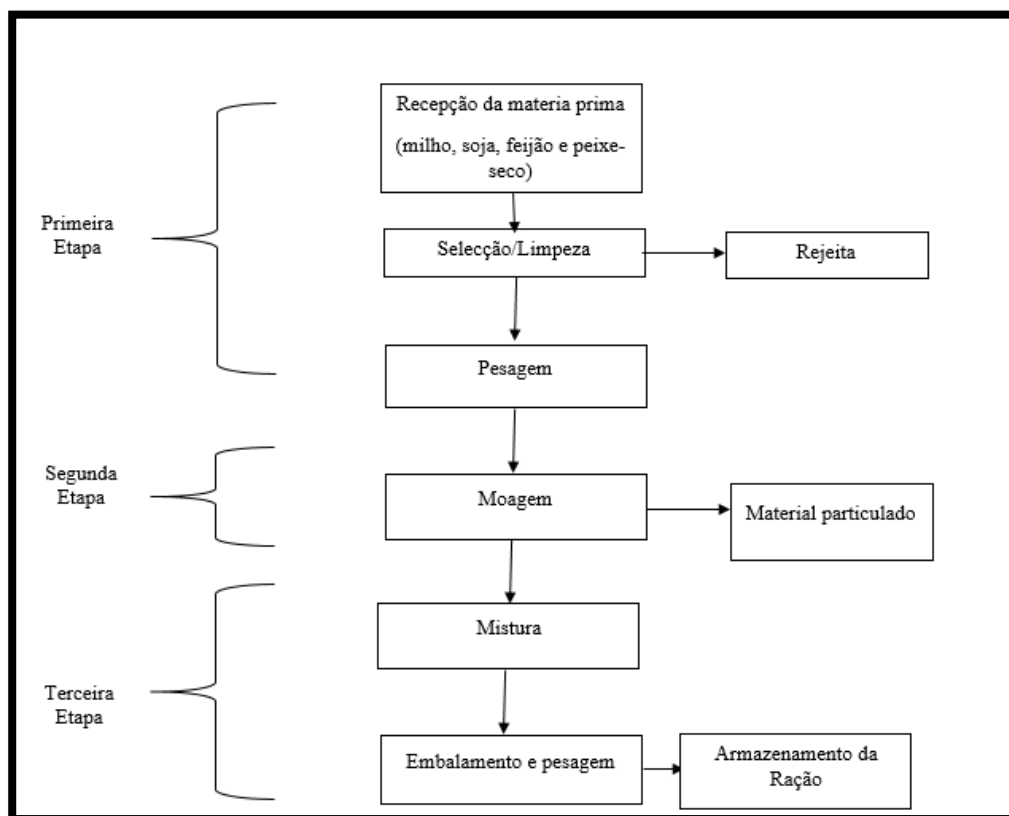 Recepção da materia prima
(milho, soja, feijão e peixe-
seco)
Primeira
Etapa
Selecção/Limpeza
Rejeita
Pesagem
Segunda
Etapa
Moagem
Material particulado
Mistura
Terceira
Etapa
Embalamento e pesagem
Armazenamento da
Ração